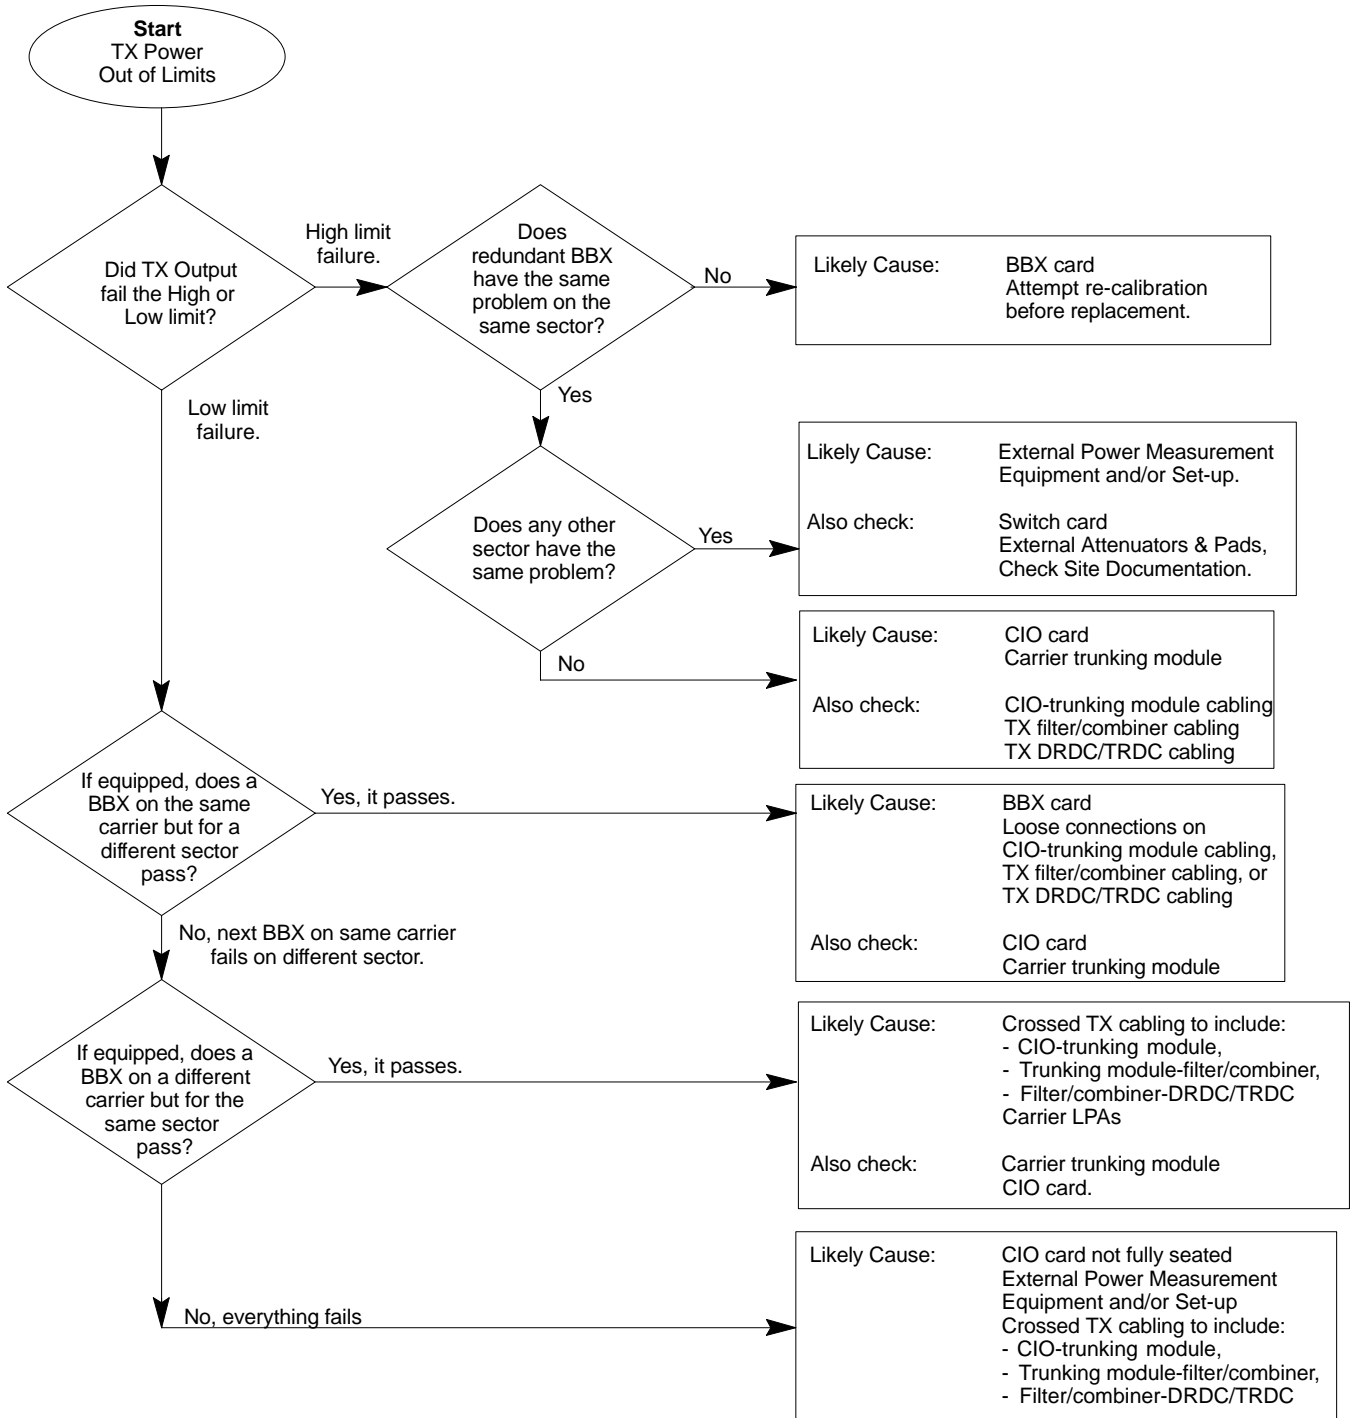 Start
TX Power
Out of Limits
Did TX Output
fail the High or
Low limit?
High limit
failure.
Does
redundant BBX
have the same
problem on the
same sector?
No
Likely Cause: BBX card
Attempt re-calibration
before replacement.
Yes
Low limit
failure.
Does any other
sector have the
same problem?
Yes
Likely Cause: External Power Measurement
Equipment and/or Set-up.
Also check: Switch card
External Attenuators & Pads,
Check Site Documentation.
No
Likely Cause: CIO card
Carrier trunking module
Also check: CIO-trunking module cabling
TX filter/combiner cabling
TX DRDC/TRDC cabling
If equipped, does a
BBX on the same
carrier but for a
different sector
pass?
Yes, it passes.
Likely Cause: BBX card
Loose connections on
CIO-trunking module cabling,
TX filter/combiner cabling, or
TX DRDC/TRDC cabling
Also check: CIO card
Carrier trunking module
No, next BBX on same carrier
fails on different sector.
If equipped, does a
BBX on a different
carrier but for the
same sector
pass?
Yes, it passes.
Likely Cause: Crossed TX cabling to include:
- CIO-trunking module,
- Trunking module-filter/combiner,
- Filter/combiner-DRDC/TRDC
Carrier LPAs
Also check: Carrier trunking module
CIO card.
No, everything fails
Likely Cause: CIO card not fully seated
External Power Measurement
Equipment and/or Set-up
Crossed TX cabling to include:
- CIO-trunking module,
- Trunking module-filter/combiner,
- Filter/combiner-DRDC/TRDC